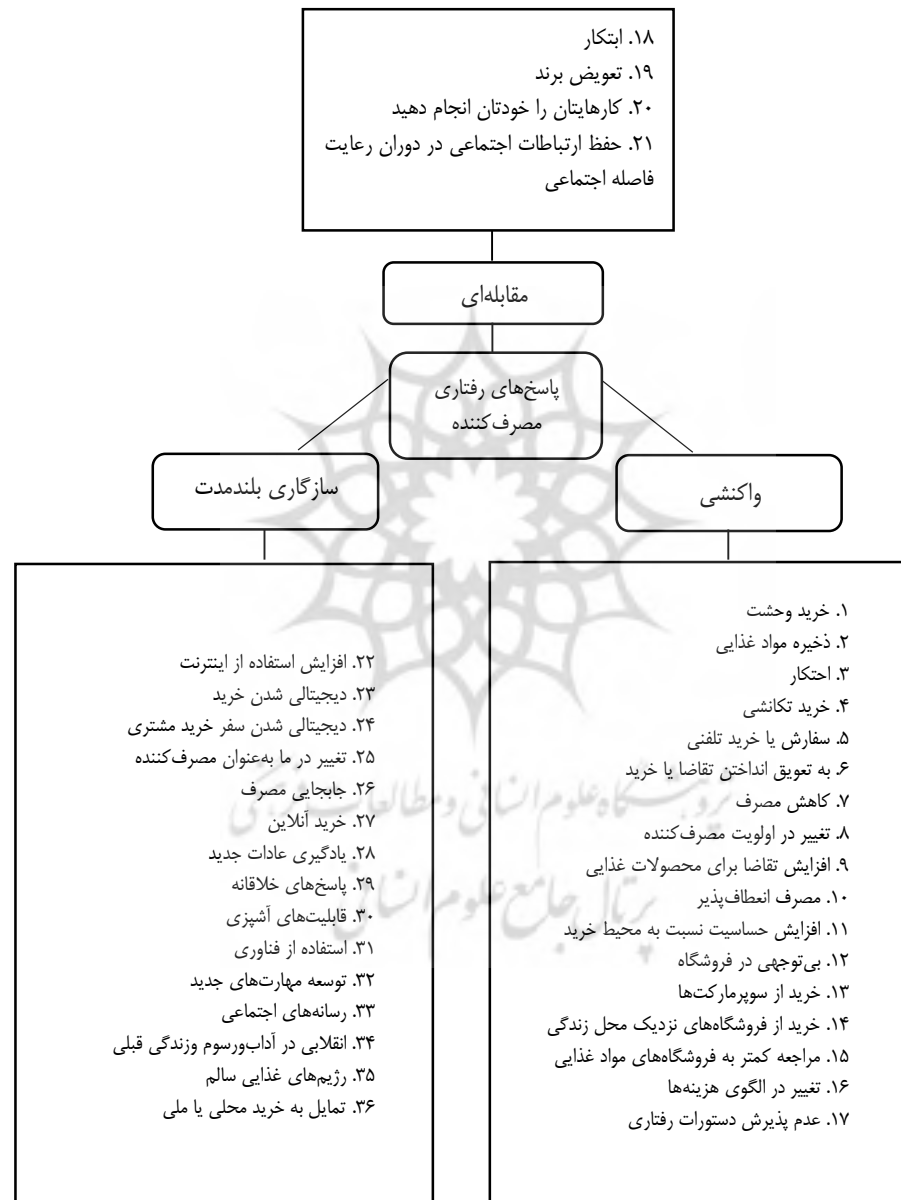 ۱۸. ابتکار
۱۹. تعویض برند
۲۰. کارهایتان را خودتان انجام دهید
۲۱. حفظ ارتباطات اجتماعی در دوران رعایت
فاصله اجتماعی
مقابله‌ای
پاسخ‌های رفتاری
مصرف‌کننده
واکنشی
سازگاری بلندمدت
۱. خرید وحشت
۲. ذخیره مواد غذایی
۳. احتکار
۴. خرید تکانشی
۵. سفارش یا خرید تلفنی
۶. به تعویق انداختن تقاضا یا خرید
۷. کاهش مصرف
۸. تغییر در اولویت مصرف‌کننده
۹. افزایش تقاضا برای محصولات غذایی
۱۰. مصرف انعطاف‌پذیر
۱۱. افزایش حساسیت نسبت به محیط خرید
۱۲. بی‌توجهی در فروشگاه
۱۳. خرید از سوپرمارکت‌ها
۱۴. خرید از فروشگاه‌های نزدیک محل زندگی
۱۵. مراجعه کمتر به فروشگاه‌های مواد غذایی
۱۶. تغییر در الگوی هزینه‌ها
۱۷. عدم پذیرش دستورات رفتاری
۲۲. افزایش استفاده از اینترنت
۲۳. دیجیتالی شدن خرید
۲۴. دیجیتالی شدن سفر خرید مشتری
۲۵. تغییر در ما به‌عنوان مصرف‌کننده
۲۶. جابجایی مصرف
۲۷. خرید آنلاین
۲۸. یادگیری عادات جدید
۲۹. پاسخ‌های خلاقانه
۳۰. قابلیت‌های آشپزی
۳۱. استفاده از فناوری
۳۲. توسعه مهارت‌های جدید
۳۳. رسانه‌های اجتماعی
۳۴. انقلابی در آداب‌ورسوم وزندگی قبلی
۳۵. رژیم‌های غذایی سالم
۳۶. تمایل به خرید محلی یا ملی
پژوهشگاه علوم انسانی و مطالعات فرهنگی
پرتال جامع علوم انسانی